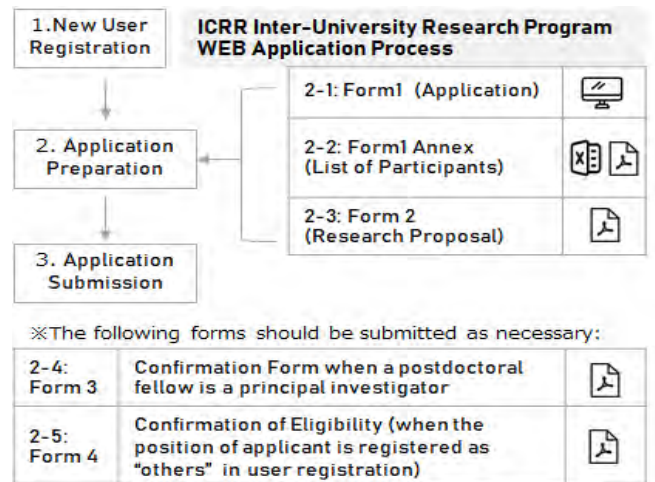 1.New User
Registration
ICRR Inter-University Research Program
WEB Application Process
2-1: Form1 (Application)
2. Application
Preparation
2-2: Form1 Annex
(List of Participants)
2-3: Form 2
(Research Proposal)
3. Application
Submission
※The following forms should be submitted as necessary:
2-4:
Form 3
Confirmation Form when a postdoctoral
fellow is a principal investigator
2-5:
Form 4
Confirmation of Eligibility (when the
position of applicant is registered as
"others" in user registration)